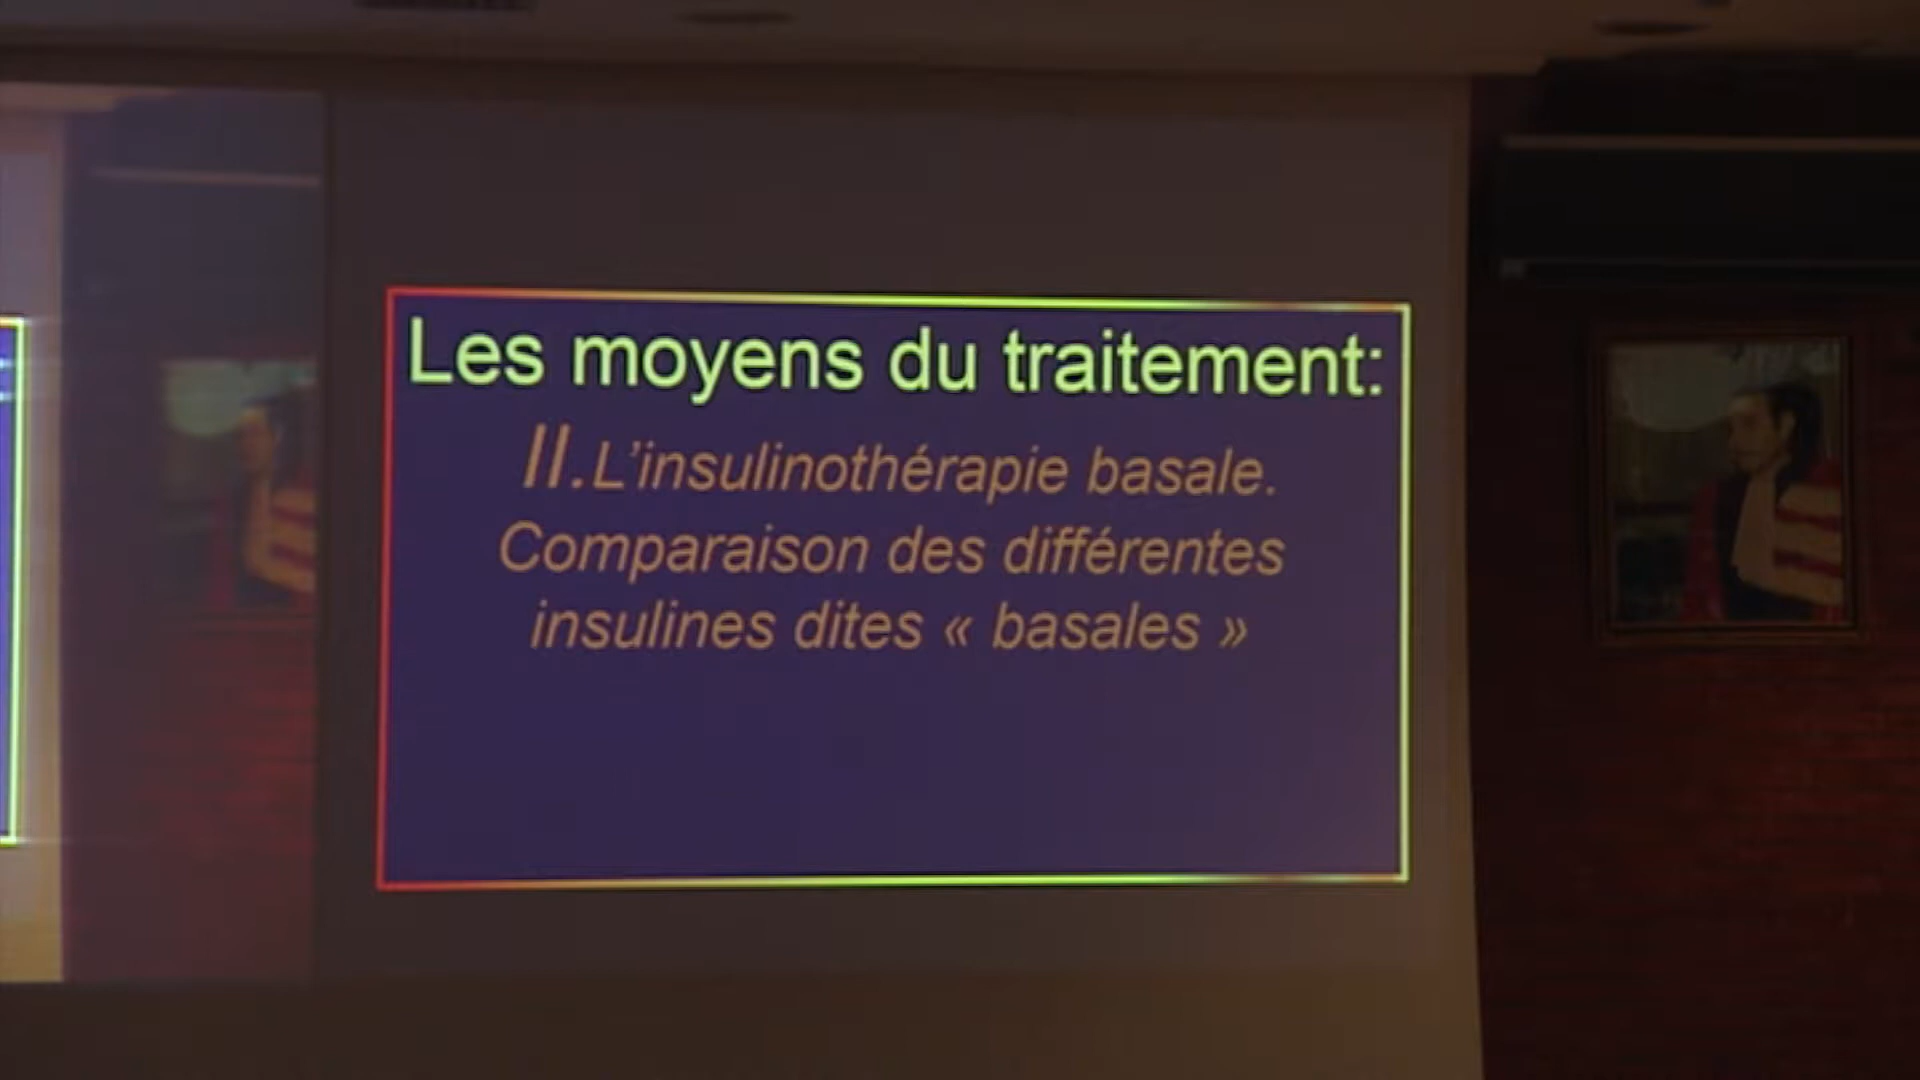 Les moyens du traitement:
II.L’insulinothérapie basale.
Comparaison des différentes
insulines dites « basales »